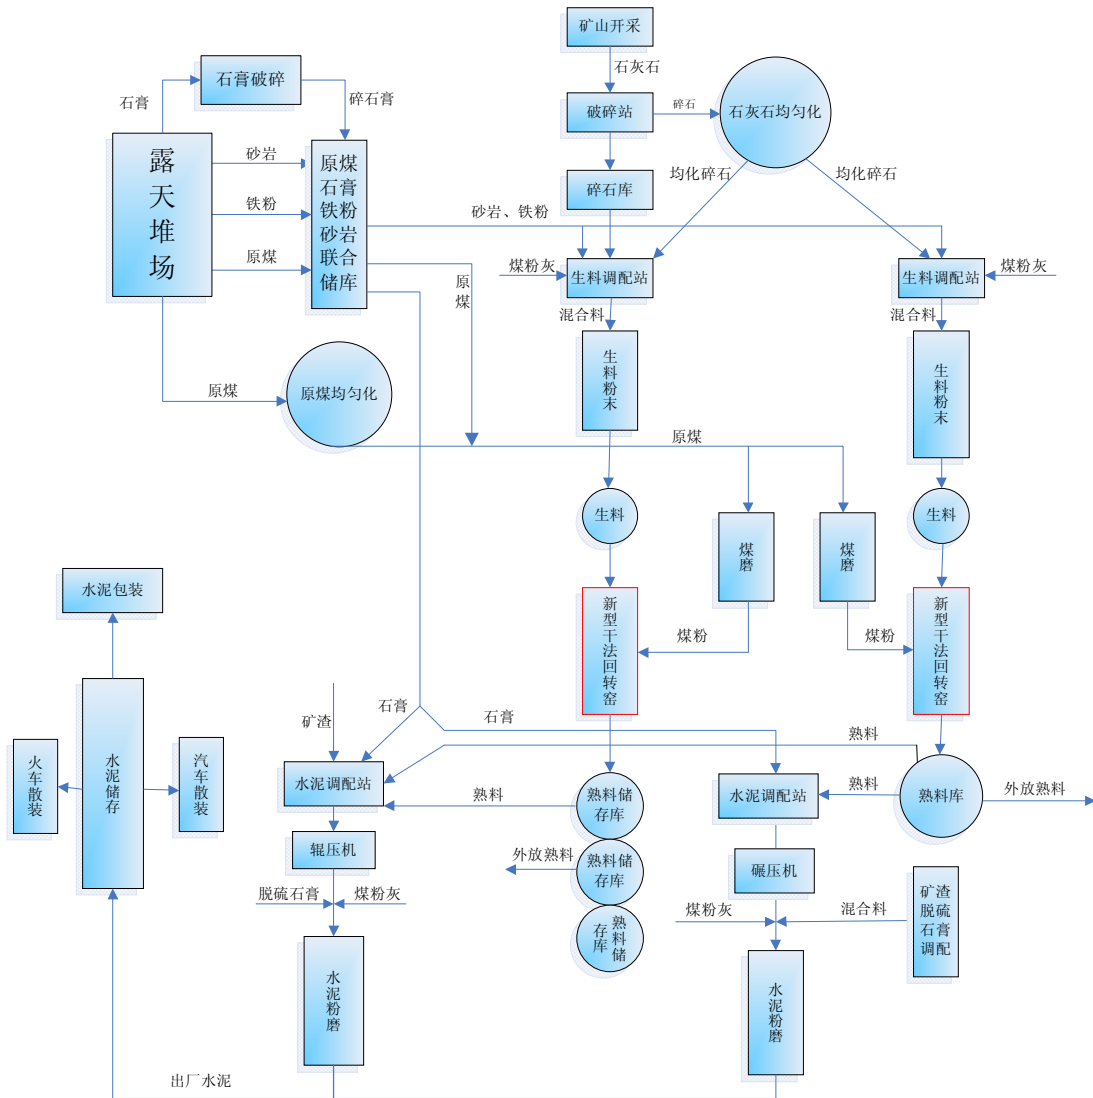 矿山开采
石灰石
石膏破碎
石膏
碎石膏
破碎站
碎石
石灰石均匀化
露天堆场
砂岩
铁粉
原煤
原煤
石膏
铁粉
砂岩
联合
储库
碎石库
均化碎石
均化碎石
砂岩、铁粉
煤粉灰
生料调配站
生料调配站
煤粉灰
原煤
混合料
混合料
生料粉末
生料粉末
原煤
原煤均匀化
原煤
生料
生料
煤磨
煤磨
水泥包装
新型干法回转窑
煤粉
煤粉
新型干法回转窑
矿渣
石膏
石膏
熟料
火车散装
水泥储存
汽车散装
水泥调配站
熟料
熟料储
存库
水泥调配站
熟料
熟料库
外放熟料
辊压机
外放熟料
熟料储
存库
碾压机
脱硫石膏
煤粉灰
熟料储
存库
煤粉灰
混合料
矿渣
脱硫
石膏
调配
水泥粉磨
水泥粉磨
出厂水泥